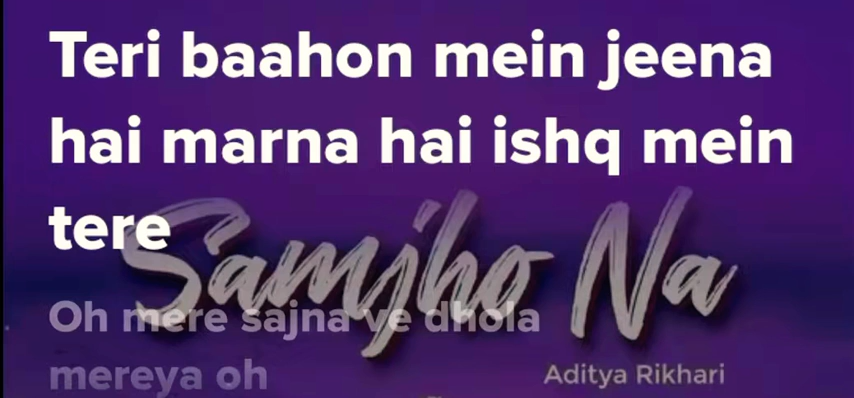 Teri baahon mein jeena
hai marna hai ishq mein
tere
Samjho Na
Oh mere sajna ve dhola
mereya oh
Aditya Rikhari